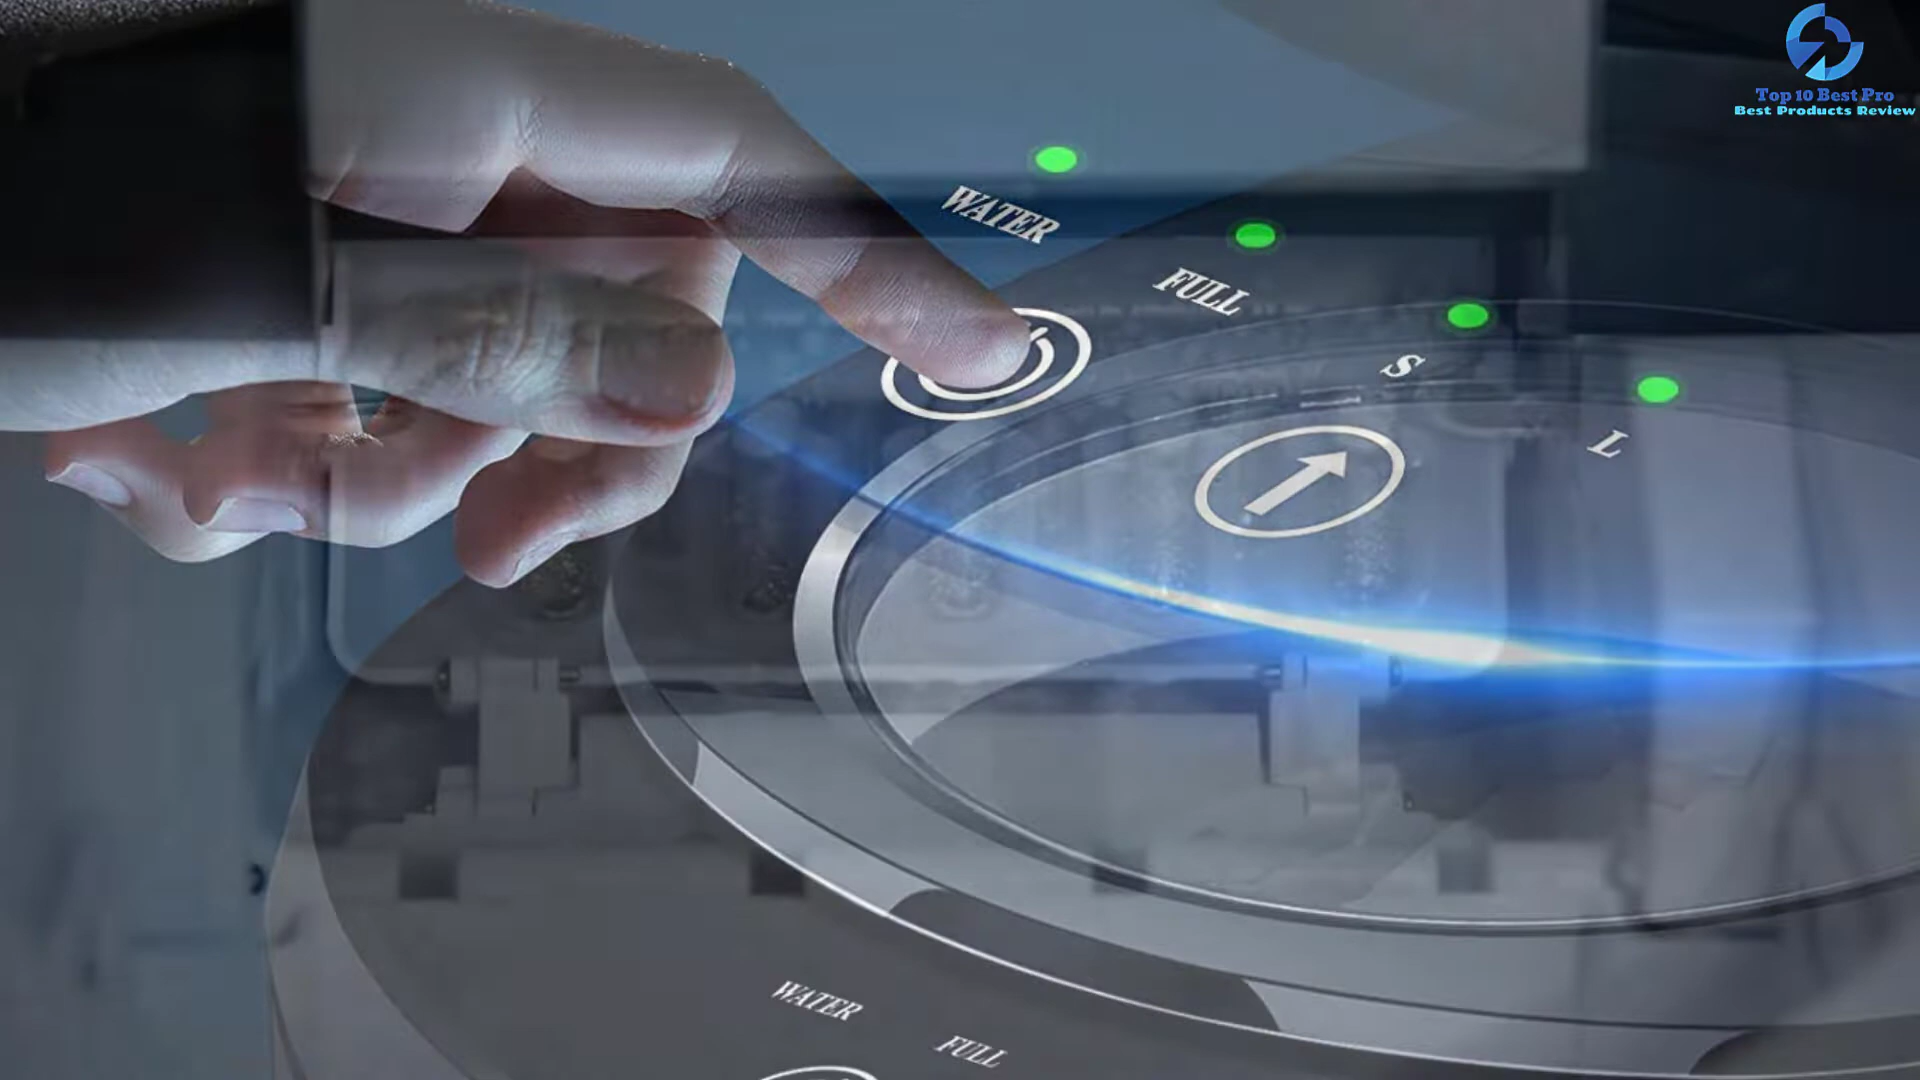 Top 10 Best Pro
Best Products Review
WATER
FULL
S
L
WATER
FULL